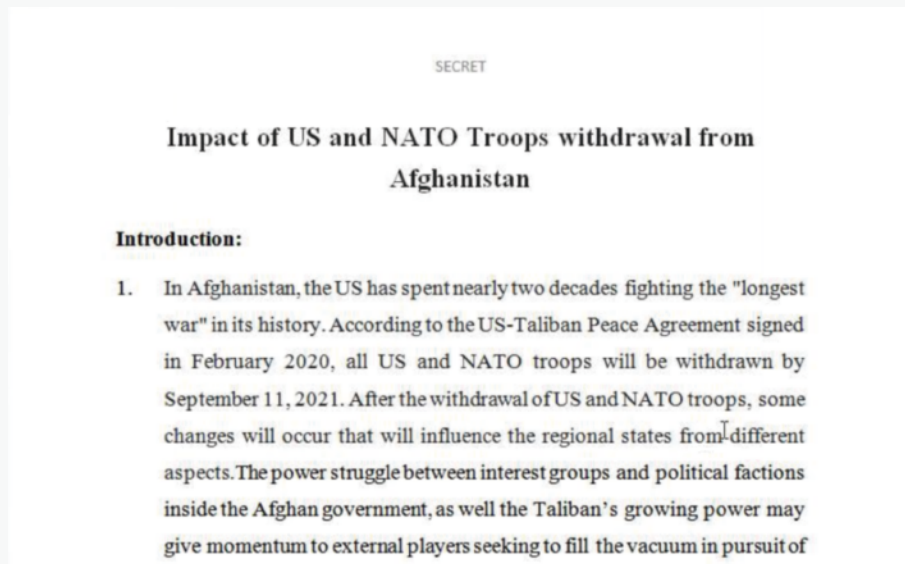 SECRET
Impact of US and NATO Troops withdrawal from
Afghanistan
Introduction:
1. In Afghanistan, the US has spent nearly two decades fighting the "longest
war" in its history. According to the US-Taliban Peace Agreement signed
in February 2020, all US and NATO troops will be withdrawn by
September 11, 2021. After the withdrawal of US and NATO troops, some
changes will occur that will influence the regional states from different
aspects. The power struggle between interest groups and political factions
inside the Afghan government, as well the Taliban's growing power may
give momentum to external players seeking to fill the vacuum in pursuit of